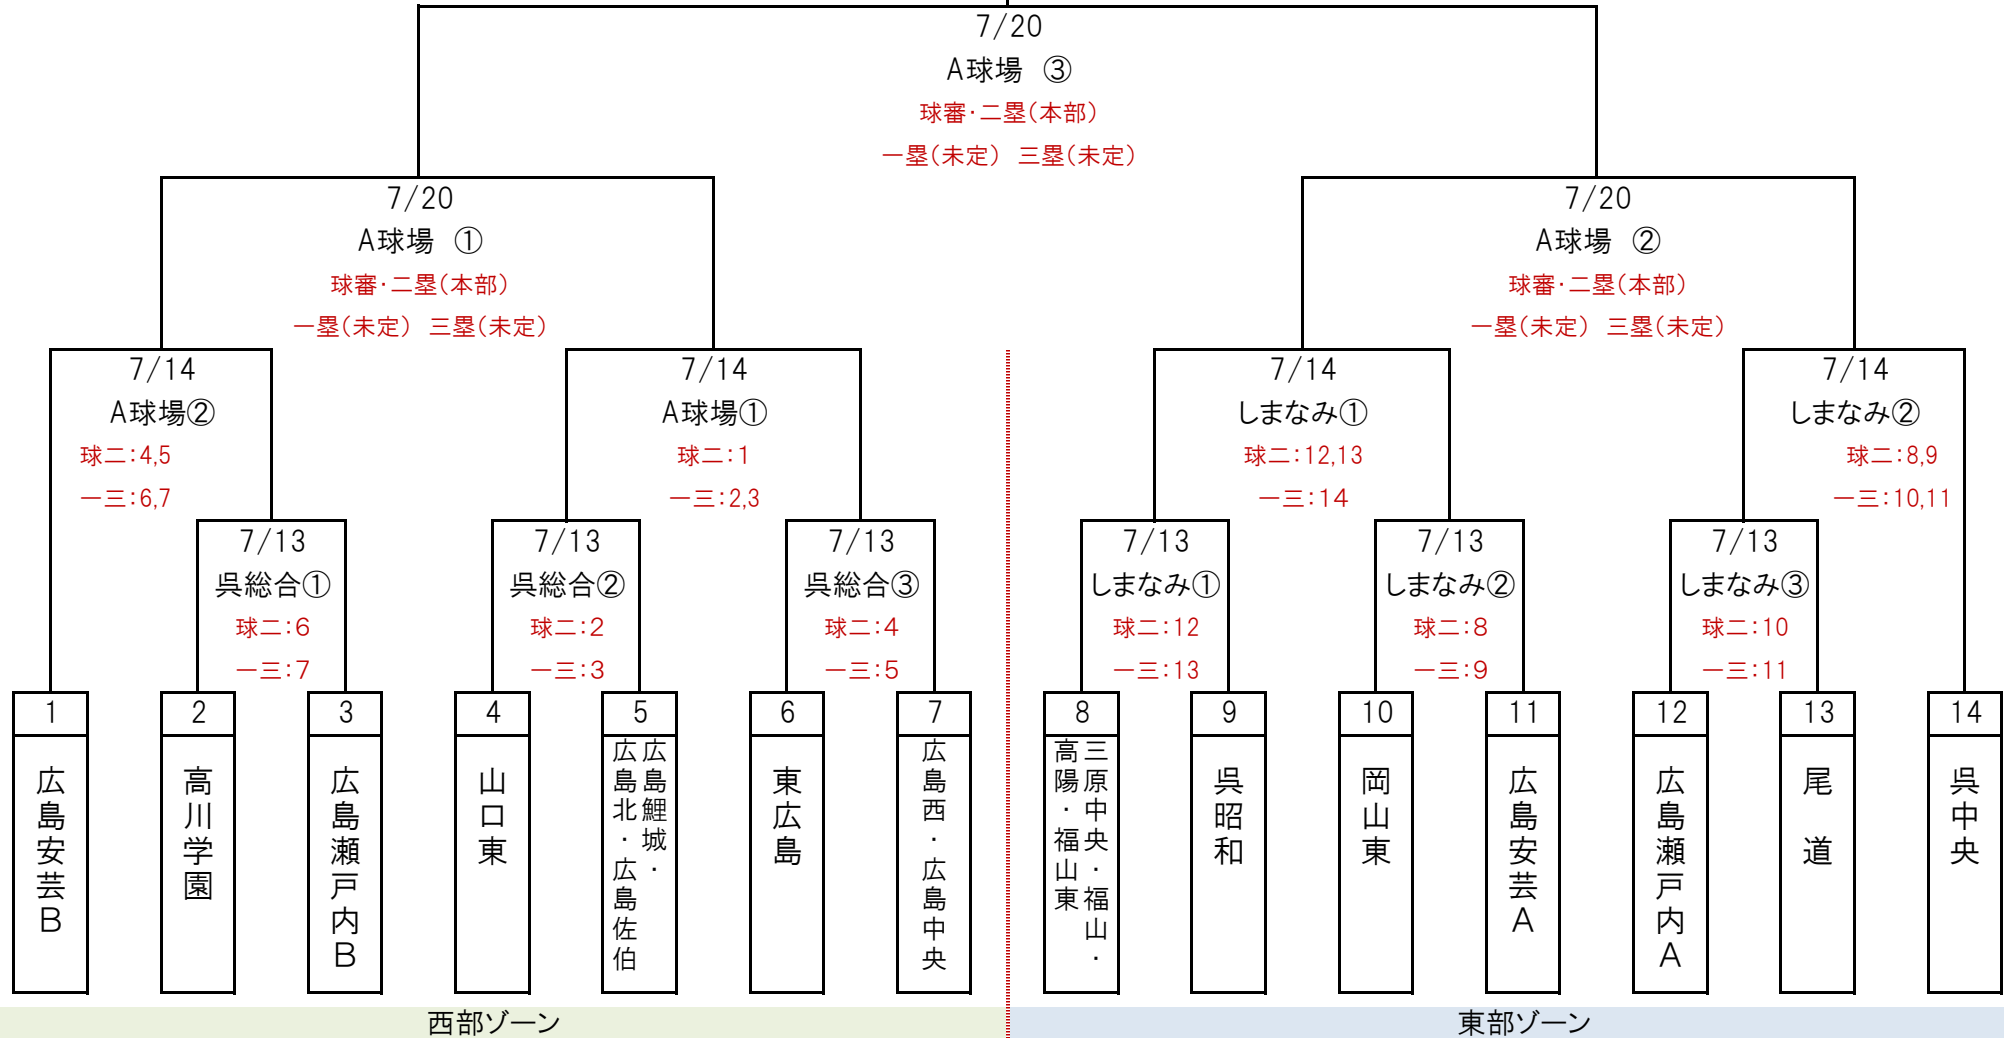 7/20
A球場 ③
球審・二塁(本部)
一塁(未定) 三塁(未定)
7/20
A球場 ①
球審・二塁(本部)
一塁(未定) 三塁(未定)
7/20
A球場 ②
球審・二塁(本部)
一塁(未定) 三塁(未定)
7/14
A球場②
球二:4,5
一三:6,7
7/14
A球場①
球二:1
一三:2,3
7/14
しまなみ①
球二:12,13
一三:14
7/14
しまなみ②
球二:8,9
一三:10,11
7/13
呉総合①
球二:6
一三:7
7/13
呉総合②
球二:2
一三:3
7/13
呉総合③
球二:4
一三:5
7/13
しまなみ①
球二:12
一三:13
7/13
しまなみ②
球二:8
一三:9
7/13
しまなみ③
球二:10
一三:11
1
広島安芸B
2
高川学園
3
広島瀬戸内B
4
山口東
5
広島鯉城・
広島北・広島佐伯
6
東広島
7
広島西・広島中央
8
三原中央・福山・
高陽・福山東
9
呉昭和
10
岡山東
11
広島安芸A
12
広島瀬戸内A
13
尾道
14
呉中央
西部ゾーン
東部ゾーン